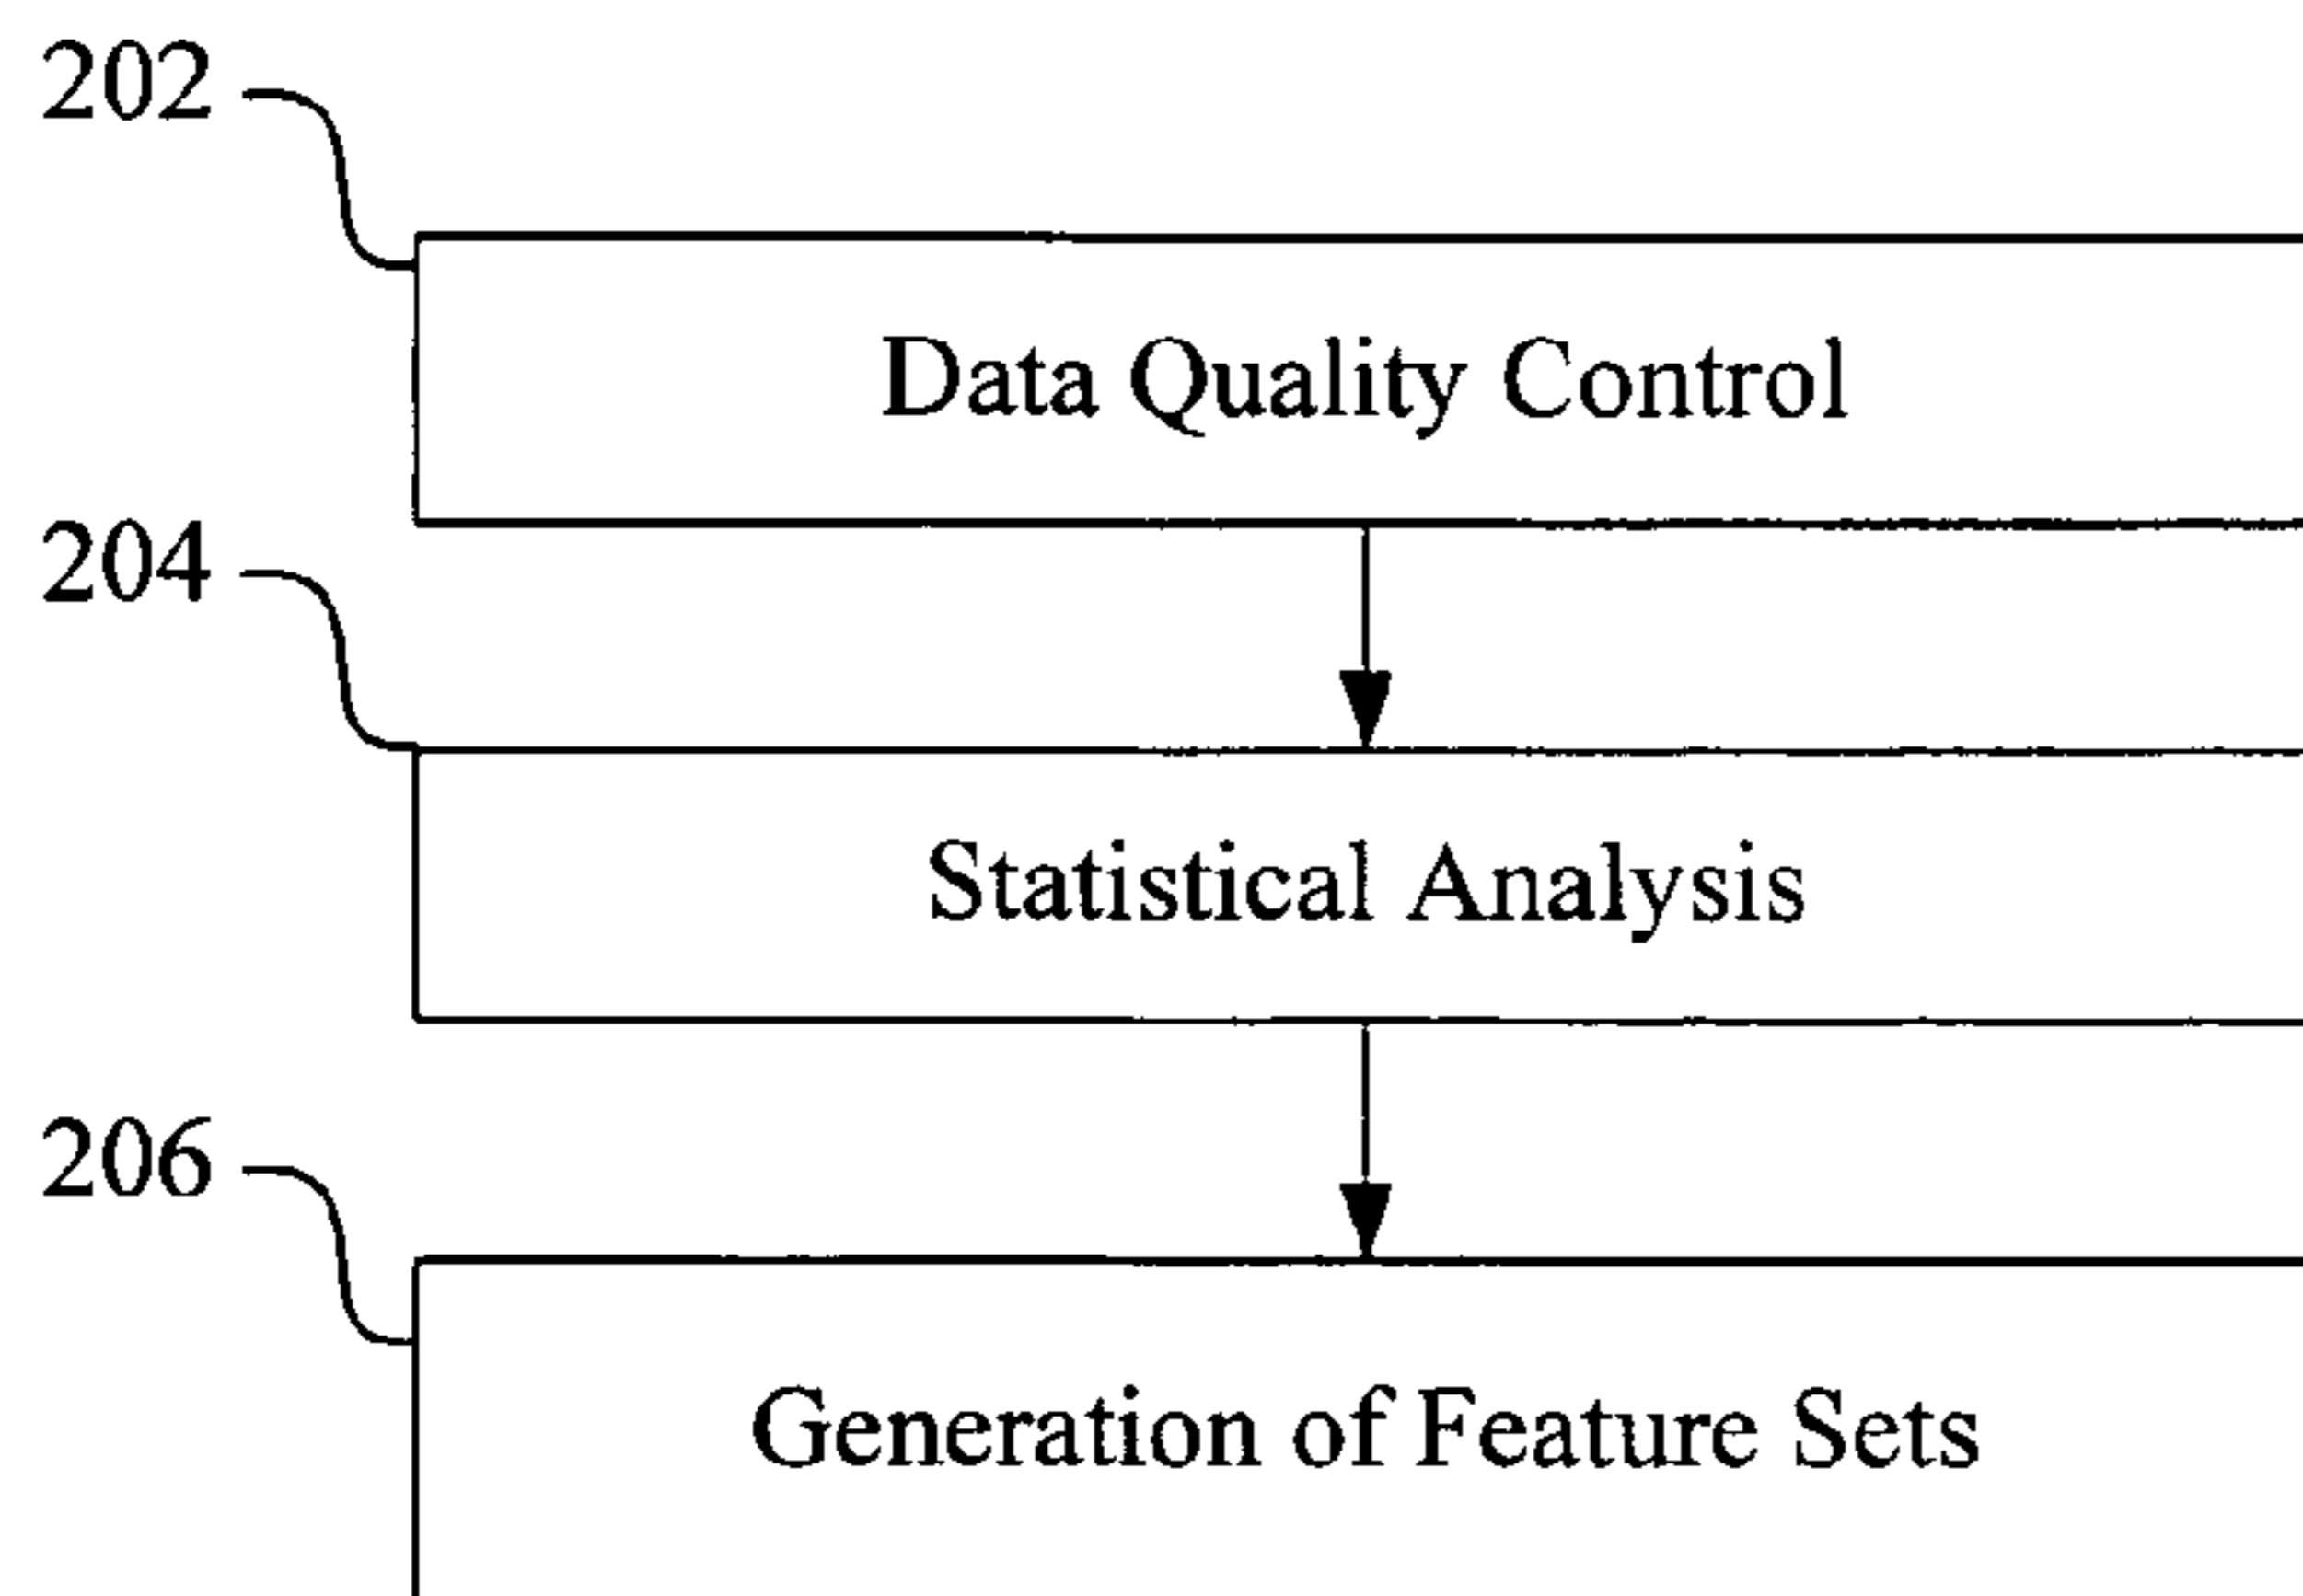 202
Data Quality Control
204
Statistical Analysis
206
Generation of Feature Sets